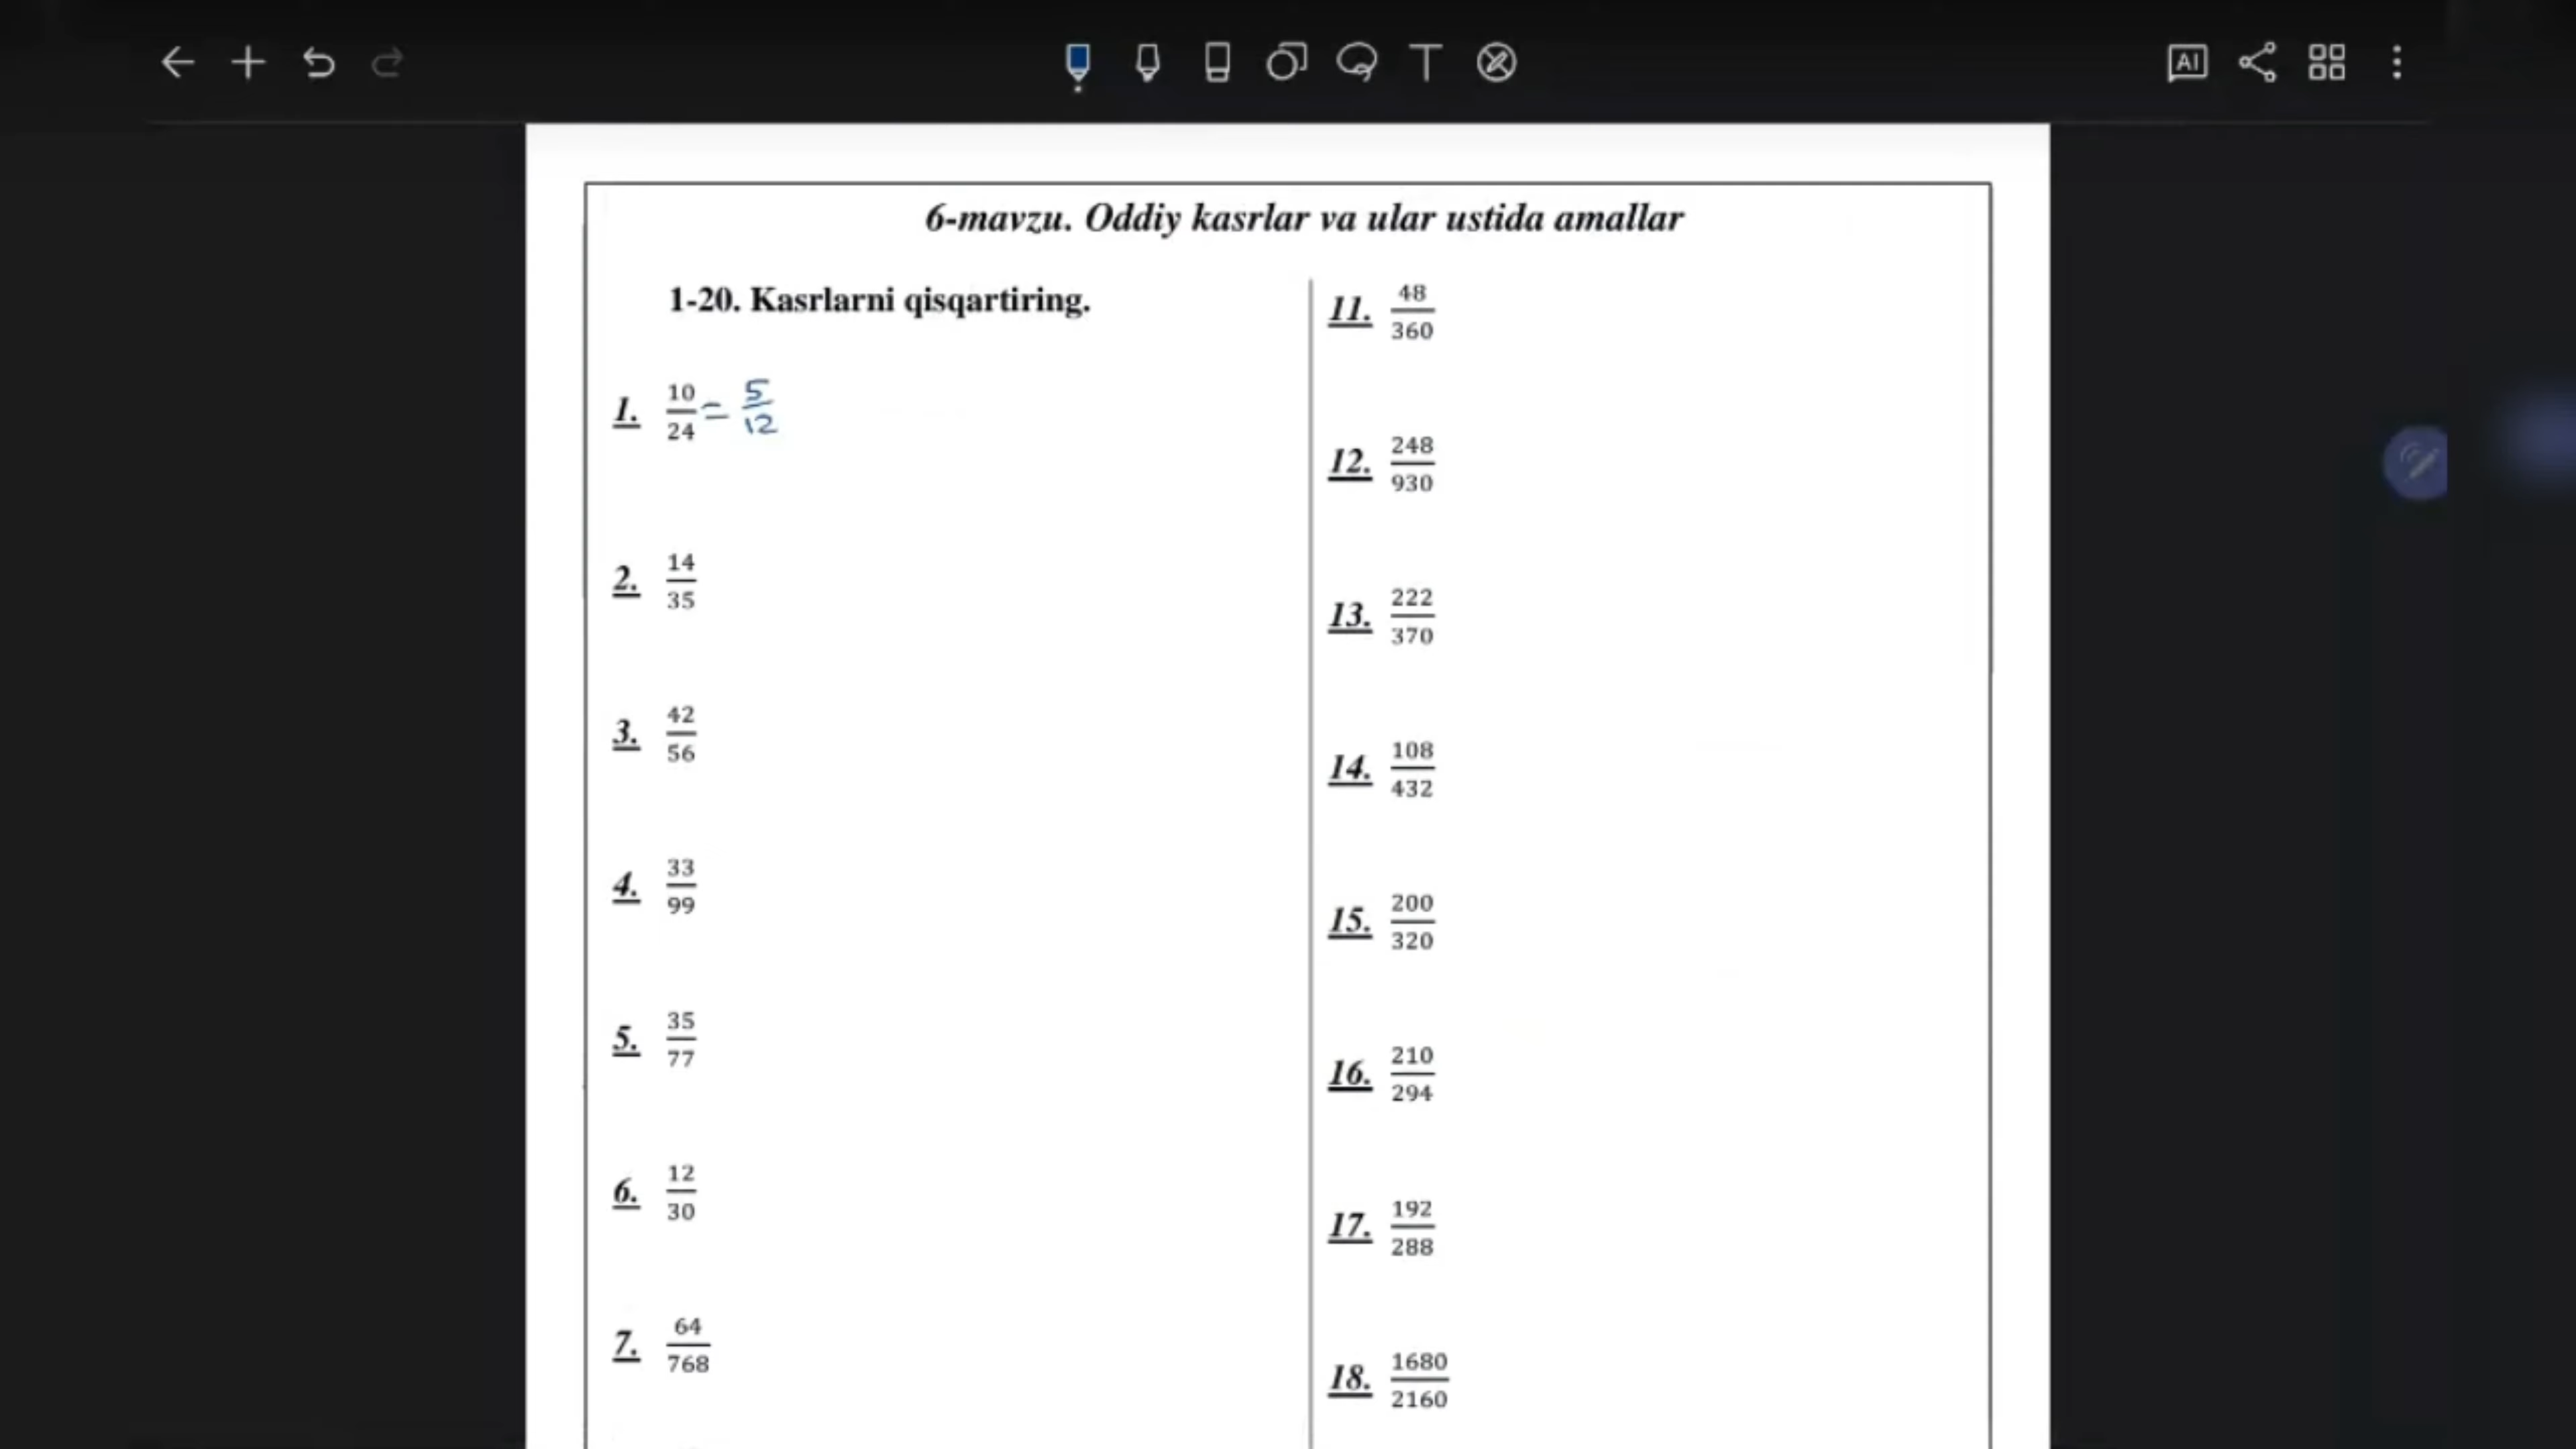 AI
T
6-mavzu. Oddiy kasrlar va ular ustida amallar
1-20. Kasrlarni qisqartiring.
1. 10/24 = 5/12
2. 14/35
3. 42/56
4. 33/99
5. 35/77
6. 12/30
7. 64/768
11. 48/360
12. 248/930
13. 222/370
14. 108/432
15. 200/320
16. 210/294
17. 192/288
18. 1680/2160